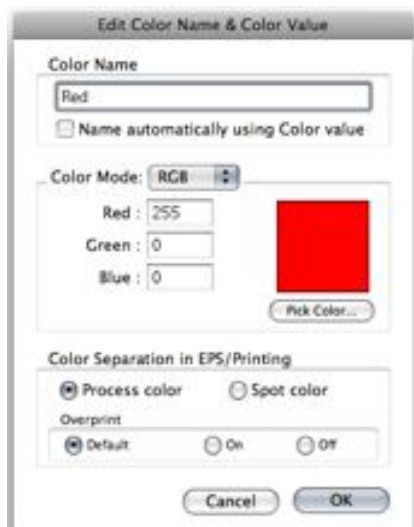 Edit Color Name & Color Value
Color Name
Red
Name automatically using Color value
Color Mode: RGB
Red : 255
Green : 0
Blue : 0
Pick Color...
Color Separation in EPS/Printing
Process color Spot color
Overprint
Default On Off
Cancel OK